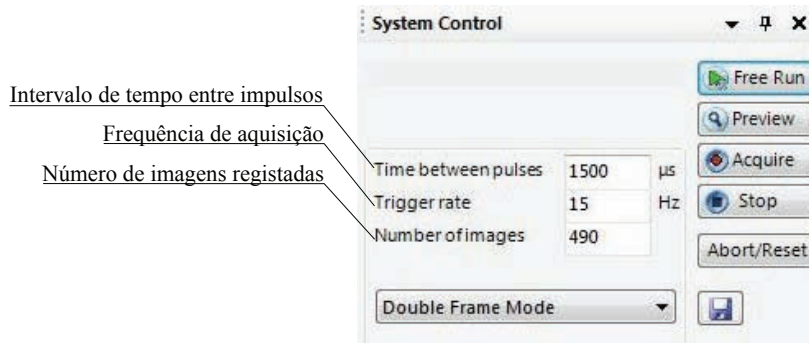 System Control
Free Run
Intervalo de tempo entre impulsos
Preview
Frequência de aquisição
Acquire
Número de imagens registadas
Time between pulses 1500 µs
Trigger rate 15 Hz
Stop
Number of images 490
Abort/Reset
Double Frame Mode